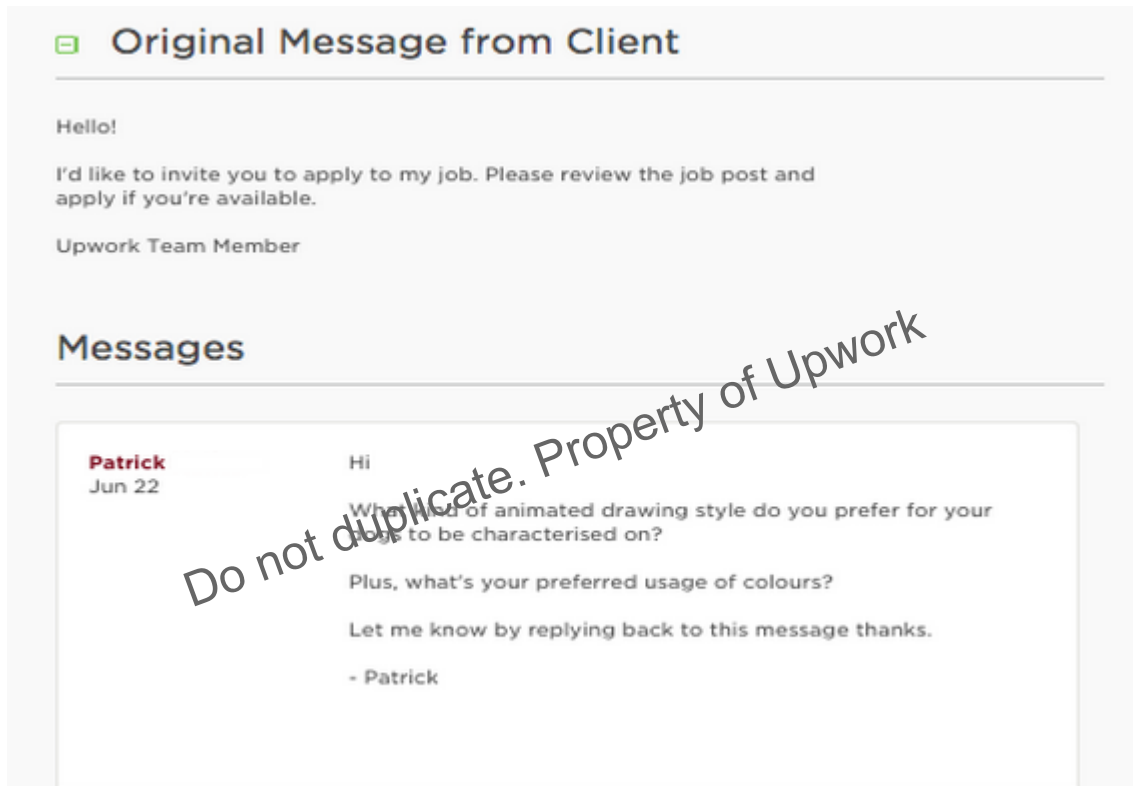 Original Message from Client
Hello!
I'd like to invite you to apply to my job. Please review the job post and
apply if you're available.
Upwork Team Member
Messages
Patrick
Jun 22
Hi
What kind of animated drawing style do you prefer for your
dogs to be characterised on?
Plus, what's your preferred usage of colours?
Let me know by replying back to this message thanks.
- Patrick
Do not duplicate. Property of Upwork